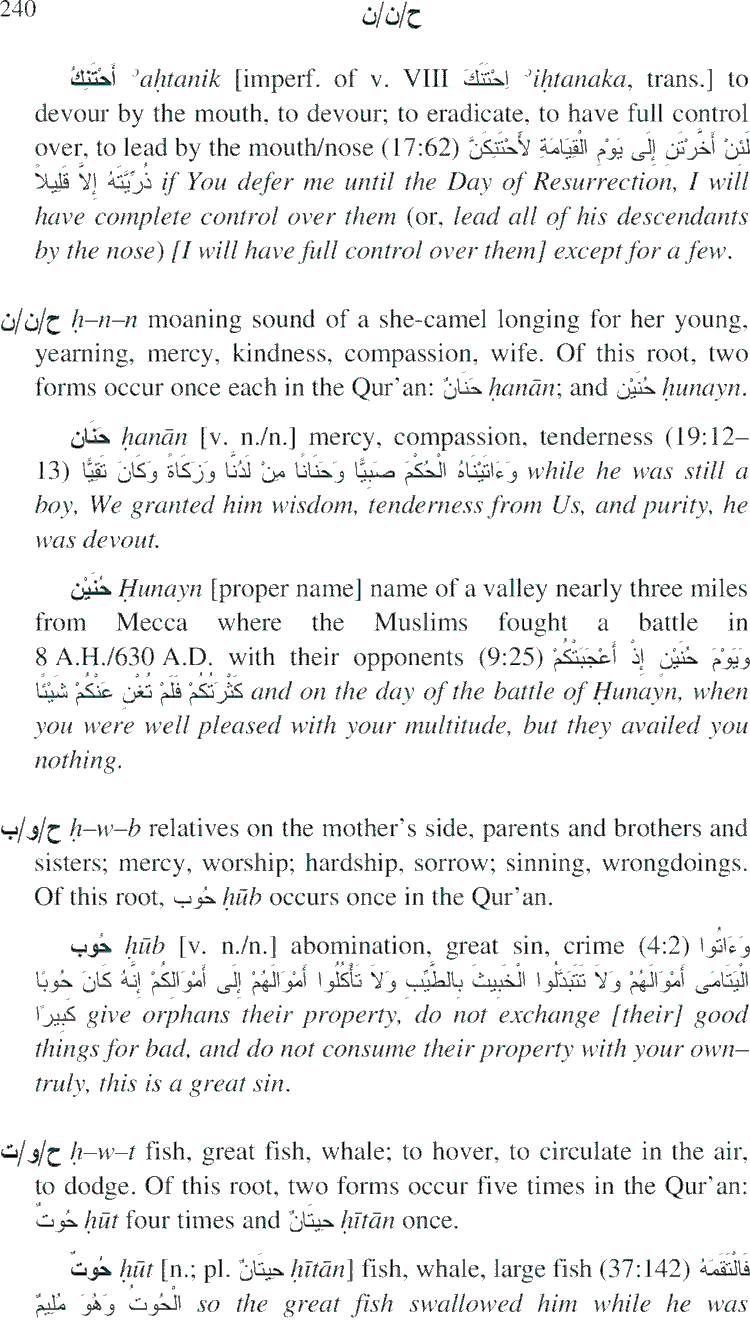 240 ح/ن/ن
أَحْتَنِكُ ʾaḥtanik [imperf. of v. VIII اِحْتَنَكَ ʾiḥtanaka, trans.] to
devour by the mouth, to devour; to eradicate, to have full control
over, to lead by the mouth/nose (17:62) لَئِنْ أَخَّرْتَنِ إِلَى يَوْمِ الْقِيَامَةِ لأَحْتَنِكَنَّ
ذُرِّيَّتَهُ إِلاَّ قَلِيلاً if You defer me until the Day of Resurrection, I will
have complete control over them (or, lead all of his descendants
by the nose) [I will have full control over them] except for a few.
ح/ن/ن ḥ–n–n moaning sound of a she-camel longing for her young,
yearning, mercy, kindness, compassion, wife. Of this root, two
forms occur once each in the Qur'an: حَنَانٌ ḥanān; and حُنَيْن ḥunayn.
حَنَان ḥanān [v. n./n.] mercy, compassion, tenderness (19:12–
13) وَءَاتَيْنَاهُ الْحُكْمَ صَبِيًّا وَحَنَانًا مِنْ لَدُنَّا وَزَكَاةً وَكَانَ تَقِيًّا while he was still a
boy, We granted him wisdom, tenderness from Us, and purity, he
was devout.
حُنَيْن Ḥunayn [proper name] name of a valley nearly three miles
from Mecca where the Muslims fought a battle in
8 A.H./630 A.D. with their opponents (9:25) وَيَوْمَ حُنَيْنٍ إِذْ أَعْجَبَتْكُمْ
كَثْرَتُكُمْ فَلَمْ تُغْنِ عَنْكُمْ شَيْئًا and on the day of the battle of Ḥunayn, when
you were well pleased with your multitude, but they availed you
nothing.
ح/و/ب ḥ–w–b relatives on the mother's side, parents and brothers and
sisters; mercy, worship; hardship, sorrow; sinning, wrongdoings.
Of this root, حُوب ḥūb occurs once in the Qur'an.
حُوب ḥūb [v. n./n.] abomination, great sin, crime (4:2) وَءَاتُوا
الْيَتَامَى أَمْوَالَهُمْ وَلاَ تَتَبَدَّلُوا الْخَبِيثَ بِالطَّيِّبِ وَلاَ تَأْكُلُوا أَمْوَالَهُمْ إِلَى أَمْوَالِكُمْ إِنَّهُ كَانَ حُوبًا
كَبِيرًا give orphans their property, do not exchange [their] good
things for bad, and do not consume their property with your own–
truly, this is a great sin.
ح/و/ت ḥ–w–t fish, great fish, whale; to hover, to circulate in the air,
to dodge. Of this root, two forms occur five times in the Qur'an:
حُوتٌ ḥūt four times and حِيتَانٌ ḥītān once.
حُوتٌ ḥūt [n.; pl. حِيتَانٌ ḥītān] fish, whale, large fish (37:142) فَالْتَقَمَهُ
الْحُوتُ وَهُوَ مُلِيمٌ so the great fish swallowed him while he was